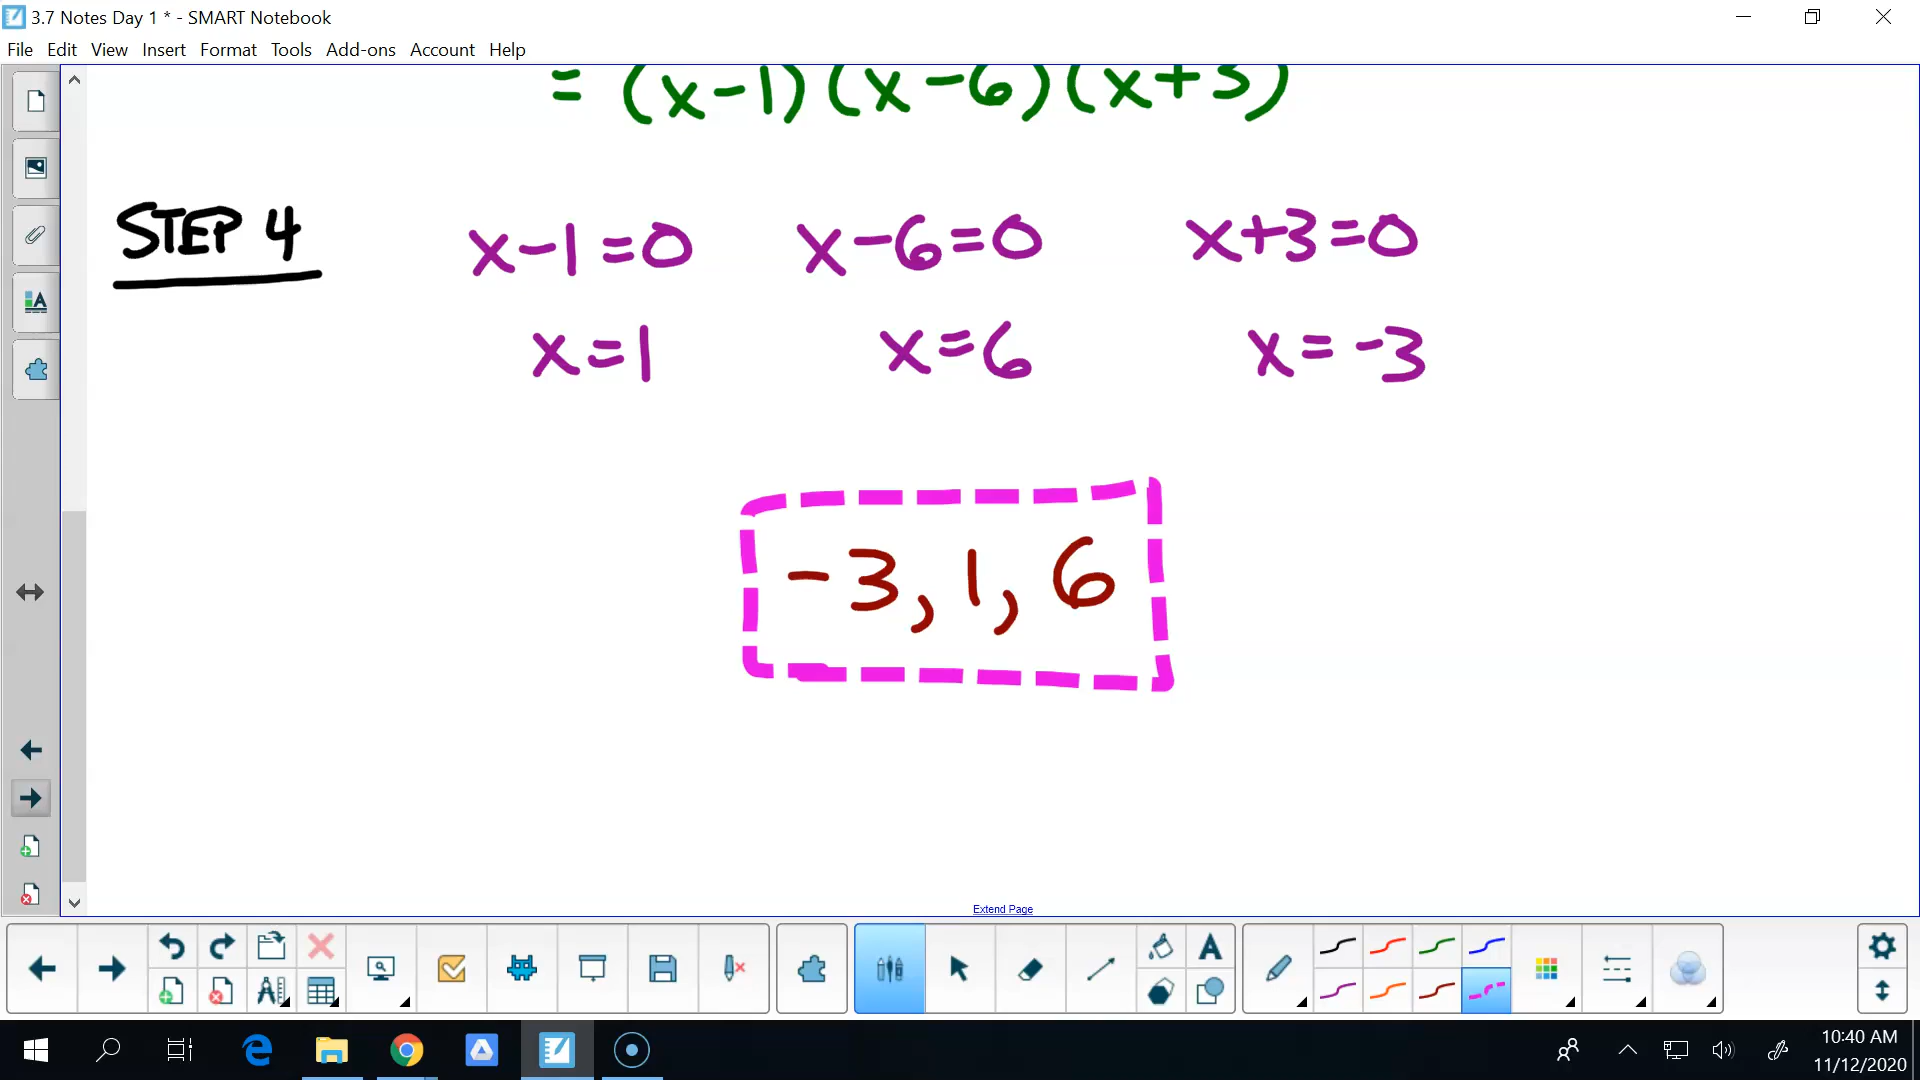 3.7 Notes Day 1 * - SMART Notebook
File Edit View Insert Format Tools Add-ons Account Help
= (x-1)(x-6)(x+3)
STEP 4
x-1=0 x-6=0 x+3=0
x=1 x=6 x=-3
-3, 1, 6
Extend Page
10:40 AM
11/12/2020